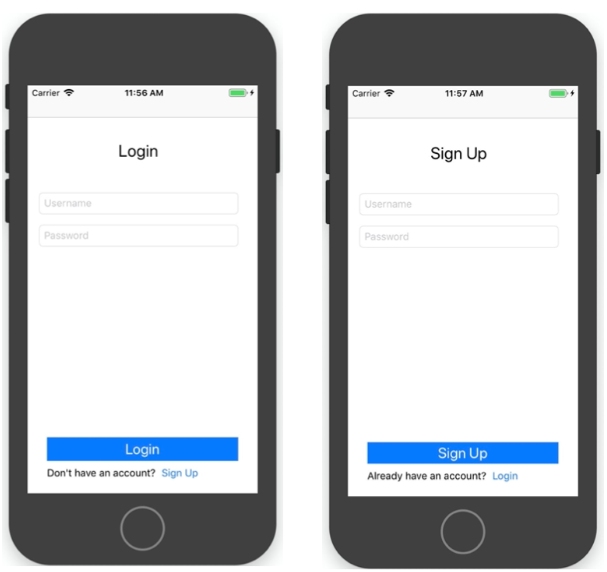 Carrier 11:56 AM
Login
Username
Password
Login
Don't have an account? Sign Up
Carrier 11:57 AM
Sign Up
Username
Password
Sign Up
Already have an account? Login